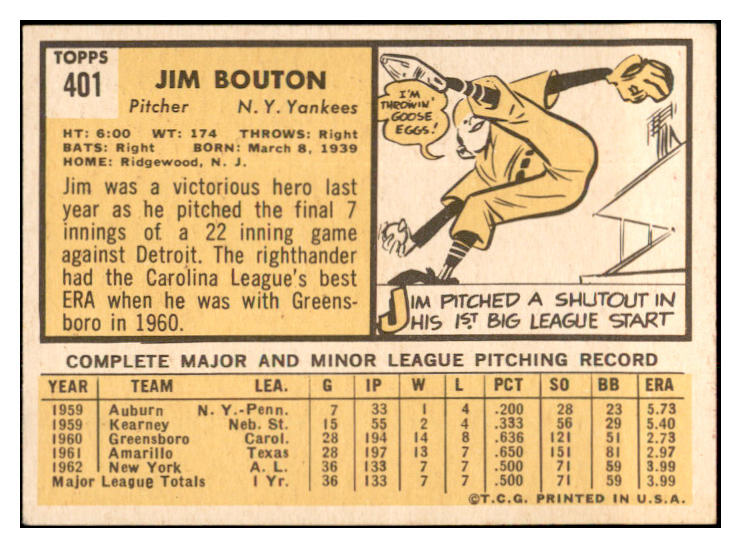 TOPPS
401
JIM BOUTON
Pitcher N. Y. Yankees
HT: 6:00 WT: 174 THROWS: Right
BATS: Right BORN: March 8, 1939
HOME: Ridgewood, N. J.
Jim was a victorious hero last
year as he pitched the final 7
innings of a 22 inning game
against Detroit. The righthander
had the Carolina League's best
ERA when he was with Greens-
boro in 1960.
I'M
THROWIN'
GOOSE
EGGS!
JIM PITCHED A SHUTOUT IN
HIS 1ST BIG LEAGUE START
COMPLETE MAJOR AND MINOR LEAGUE PITCHING RECORD
YEAR TEAM LEA. G IP W L PCT SO BB ERA
1959 Auburn N. Y.-Penn. 7 33 1 4 .200 28 23 5.73
1959 Kearney Neb. St. 15 55 2 4 .333 56 29 5.40
1960 Greensboro Carol. 28 194 14 8 .636 121 51 2.73
1961 Amarillo Texas 28 197 13 7 .650 151 81 2.97
1962 New York A. L. 36 133 7 7 .500 71 59 3.99
Major League Totals 1 Yr. 36 133 7 7 .500 71 59 3.99
©T.C.G. PRINTED IN U.S.A.